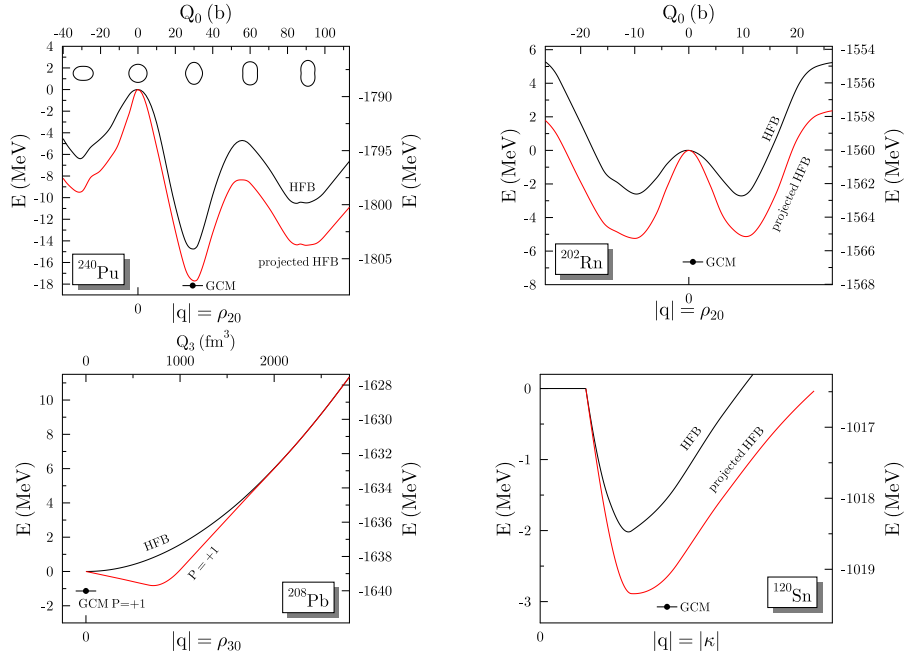 Q₀ (b)
-40 -20 0 20 40 60 80 100
4
2
0
-2
-4
-6
-8
-10
-12
-14
-16
-18
E (MeV)
-1790
-1795
-1800
-1805
E (MeV)
HFB
projected HFB
GCM
²⁴⁰Pu
0
|q| = ρ₂₀
Q₀ (b)
-20 -10 0 10 20
6
4
2
0
-2
-4
-6
-8
E (MeV)
-1554
-1556
-1558
-1560
-1562
-1564
-1566
-1568
E (MeV)
HFB
projected HFB
GCM
²⁰²Rn
0
|q| = ρ₂₀
Q₃ (fm³)
0 1000 2000
10
8
6
4
2
0
-2
E (MeV)
-1628
-1630
-1632
-1634
-1636
-1638
-1640
E (MeV)
HFB
P = +1
GCM P=+1
²⁰⁸Pb
0
|q| = ρ₃₀
0
-1
-2
-3
E (MeV)
-1017
-1018
-1019
E (MeV)
HFB
projected HFB
GCM
¹²⁰Sn
0
|q| = |κ|